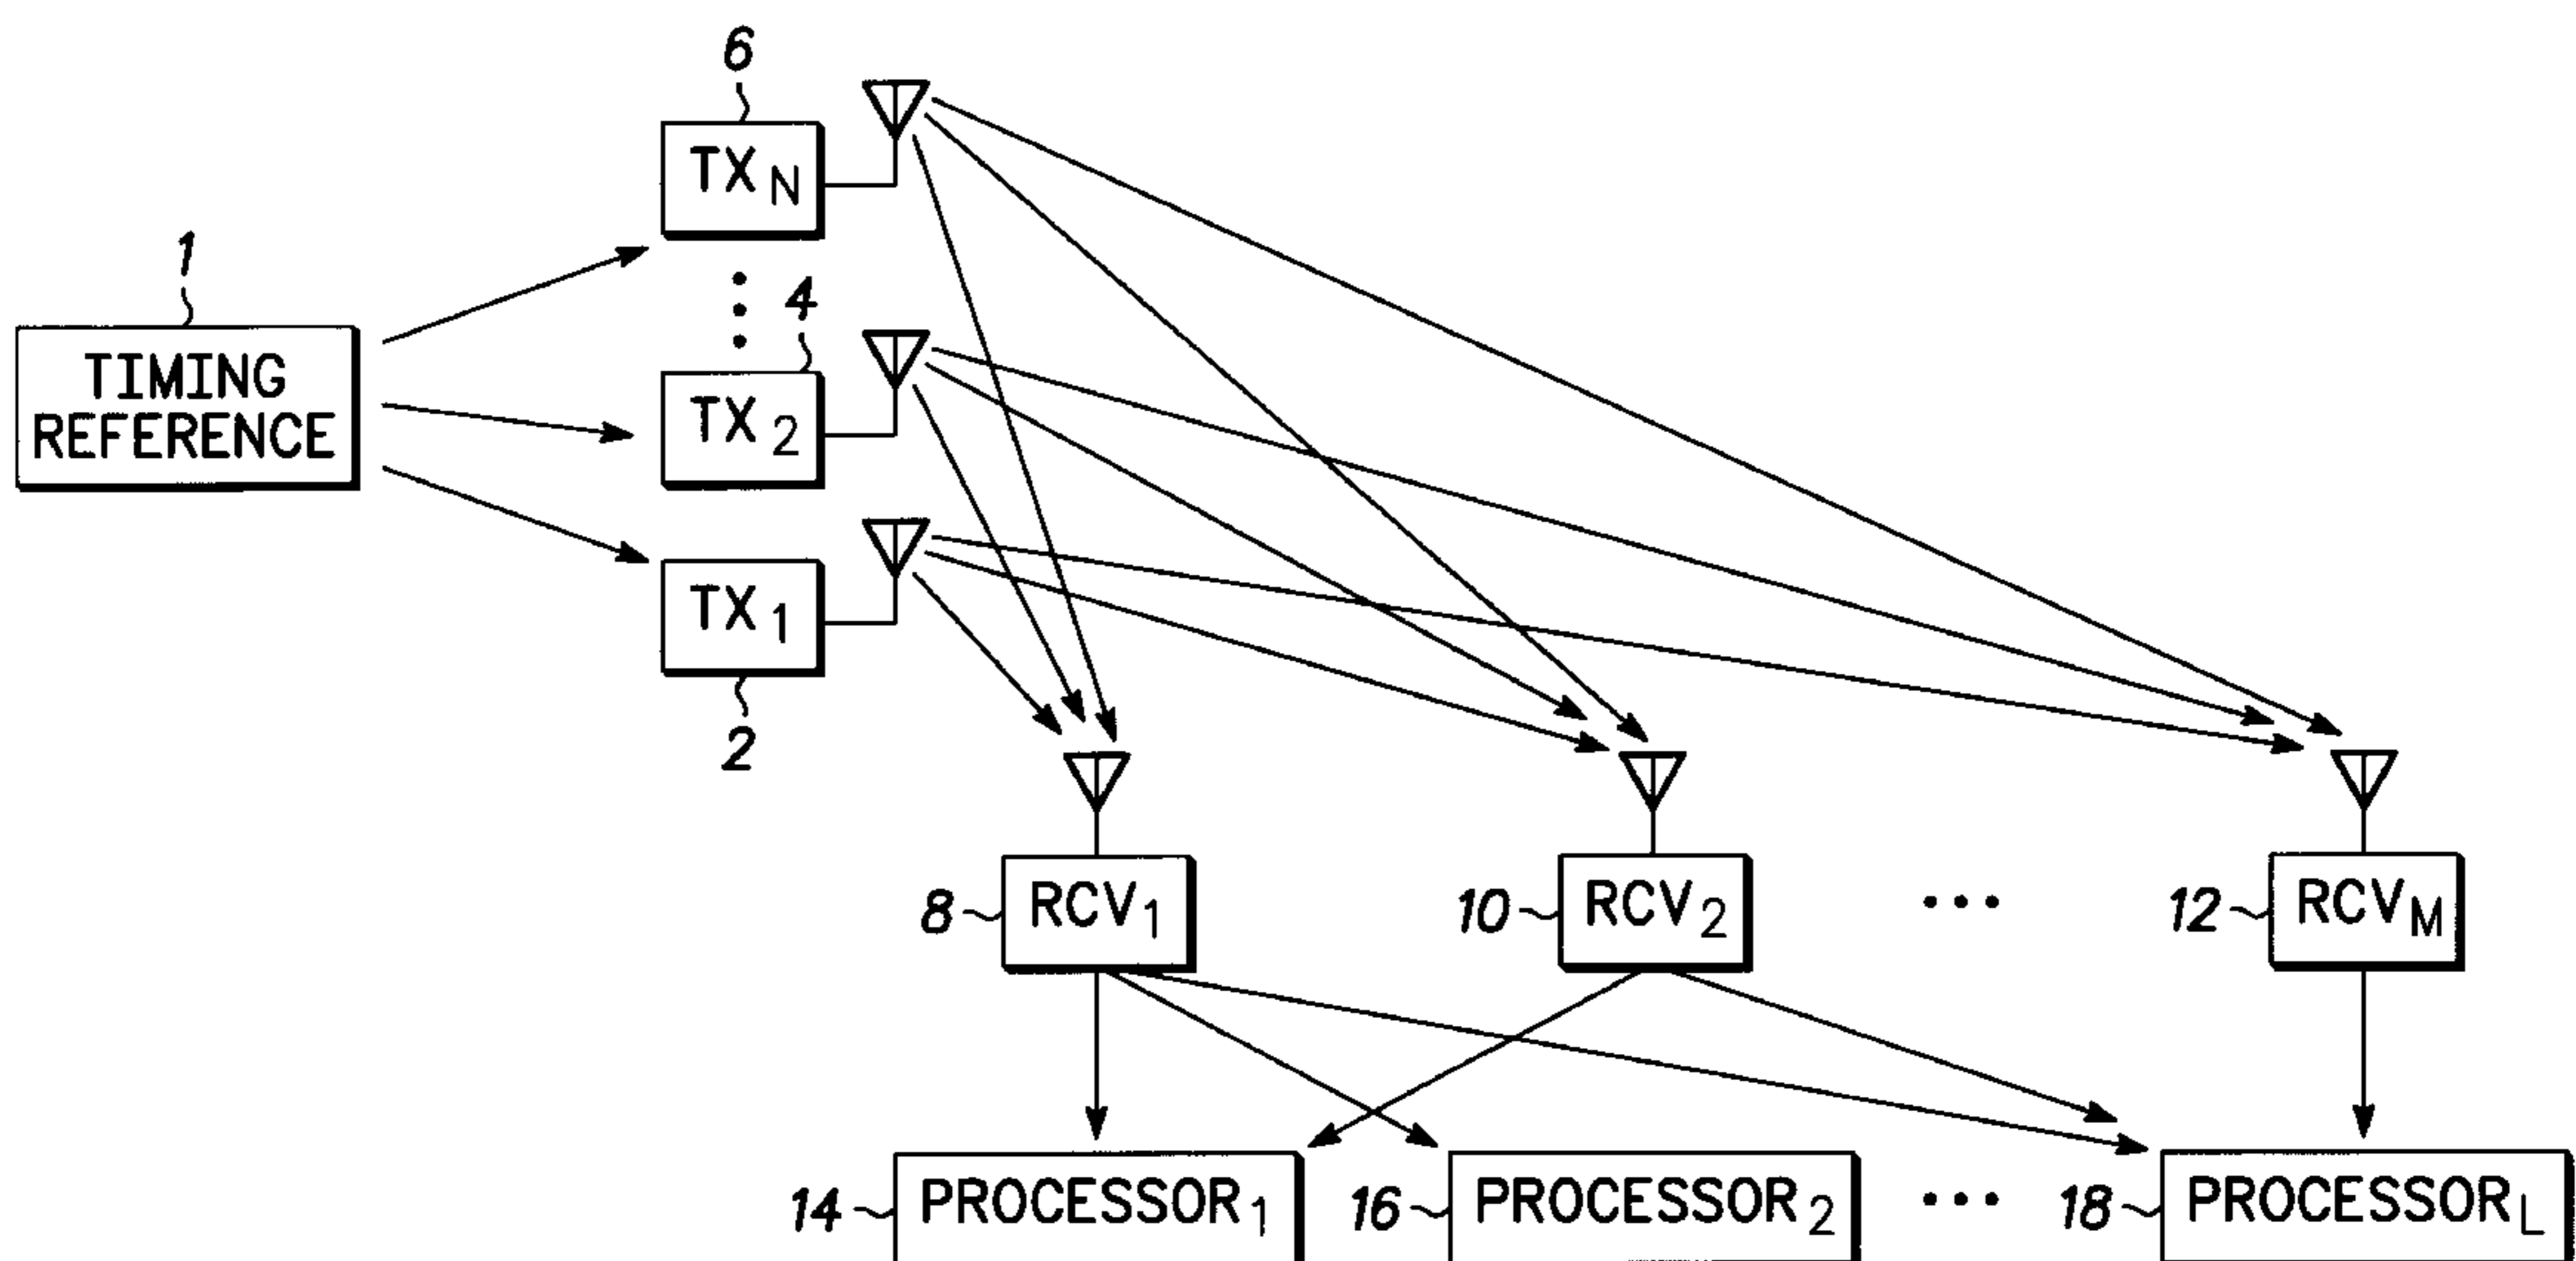 6
TX N
1
4
TIMING
REFERENCE
TX 2
TX 1
2
8
RCV1
10
RCV2
...
12
RCVM
14
PROCESSOR1
16
PROCESSOR2
...
18
PROCESSORL